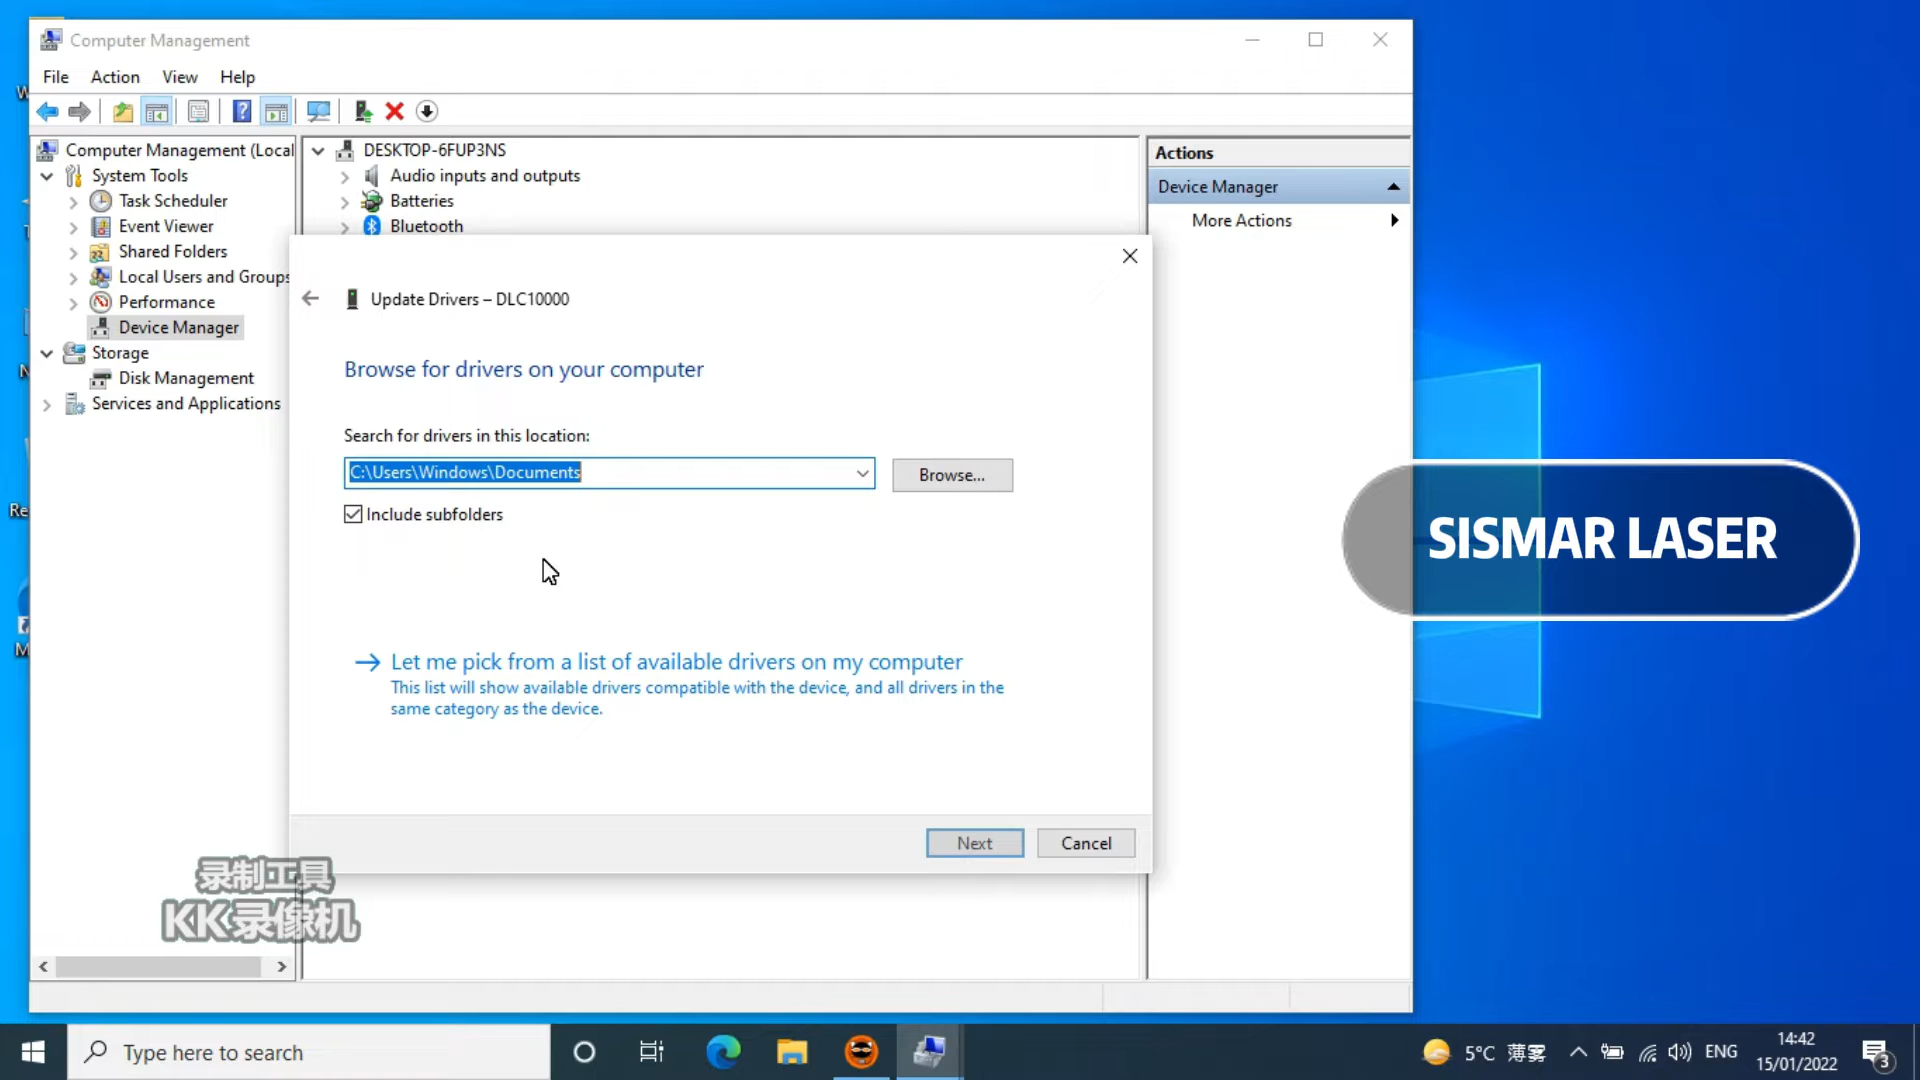 Computer Management
File Action View Help
Computer Management (Local
System Tools
Task Scheduler
Event Viewer
Shared Folders
Local Users and Groups
Performance
Device Manager
Storage
Disk Management
Services and Applications
DESKTOP-6FUP3NS
Audio inputs and outputs
Batteries
Bluetooth
Actions
Device Manager
More Actions
Update Drivers – DLC10000
Browse for drivers on your computer
Search for drivers in this location:
C:\Users\Windows\Documents
Browse...
Include subfolders
Let me pick from a list of available drivers on my computer
This list will show available drivers compatible with the device, and all drivers in the
same category as the device.
Next
Cancel
SISMAR LASER
录制工具
KK录像机
Type here to search
5°C 薄雾
ENG
14:42
15/01/2022
3